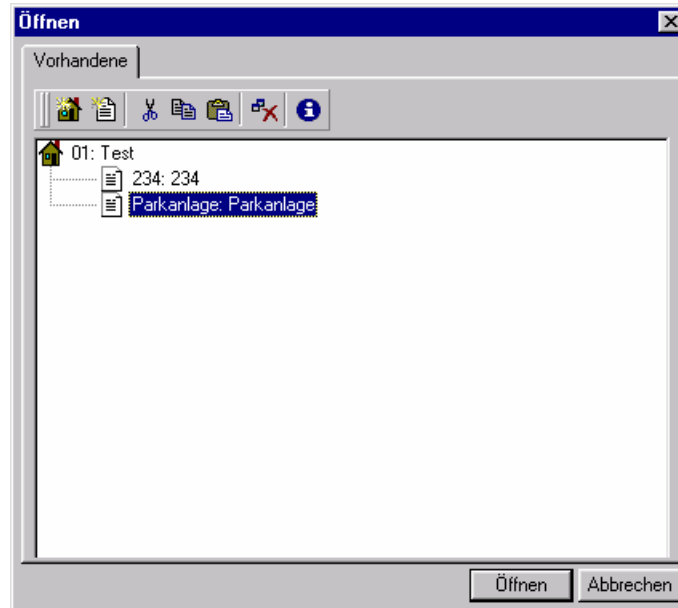 Öffnen
Vorhandene
01: Test
234: 234
Parkanlage: Parkanlage
Öffnen Abbrechen